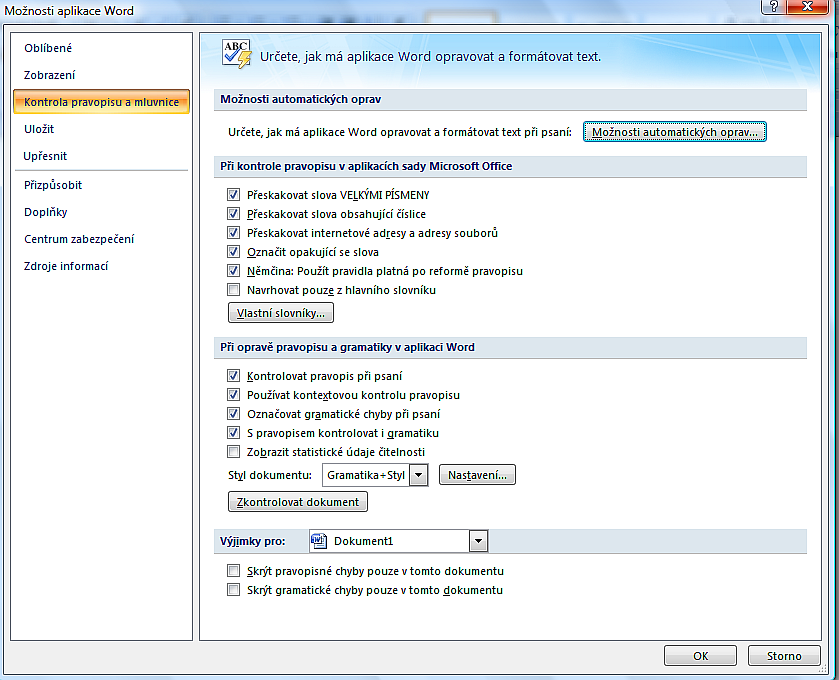 Možnosti aplikace Word
Oblíbené
Zobrazení
Kontrola pravopisu a mluvnice
Uložit
Upřesnit
Přizpůsobit
Doplňky
Centrum zabezpečení
Zdroje informací
ABC
Určete, jak má aplikace Word opravovat a formátovat text.
Možnosti automatických oprav
Určete, jak má aplikace Word opravovat a formátovat text při psaní: Možnosti automatických oprav...
Při kontrole pravopisu v aplikacích sady Microsoft Office
Přeskakovat slova VELKÝMI PÍSMENY
Přeskakovat slova obsahující číslice
Přeskakovat internetové adresy a adresy souborů
Označit opakující se slova
Němčina: Použít pravidla platná po reformě pravopisu
Navrhovat pouze z hlavního slovníku
Vlastní slovníky...
Při opravě pravopisu a gramatiky v aplikaci Word
Kontrolovat pravopis při psaní
Používat kontextovou kontrolu pravopisu
Označovat gramatické chyby při psaní
S pravopisem kontrolovat i gramatiku
Zobrazit statistické údaje čitelnosti
Styl dokumentu: Gramatika+Styl Nastavení...
Zkontrolovat dokument
Výjimky pro: Dokument1
Skrýt pravopisné chyby pouze v tomto dokumentu
Skrýt gramatické chyby pouze v tomto dokumentu
OK Storno